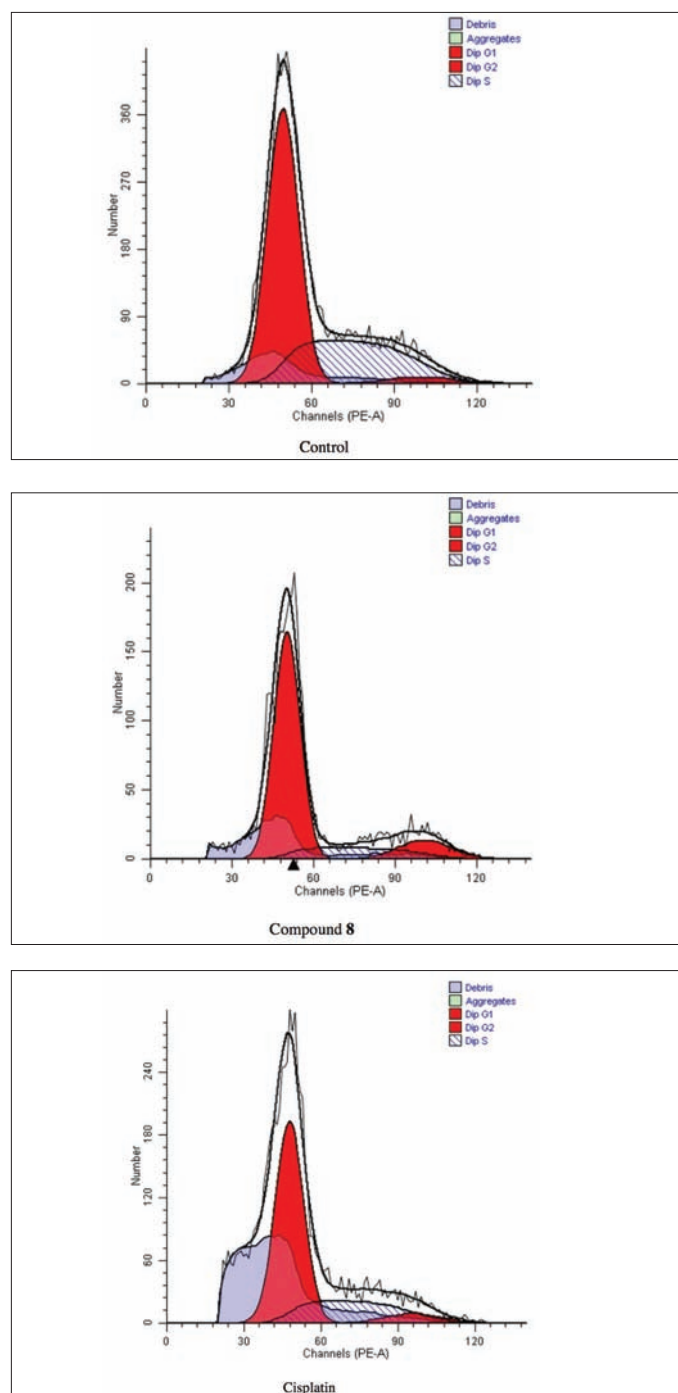 Debris
Aggregates
Dip G1
Dip G2
Dip S
Number
360
270
180
90
0
0 30 60 90 120
Channels (PE-A)
Control
Debris
Aggregates
Dip G1
Dip G2
Dip S
Number
200
150
100
50
0
0 30 60 90 120
Channels (PE-A)
Compound 8
Debris
Aggregates
Dip G1
Dip G2
Dip S
Number
240
180
120
60
0
0 30 60 90 120
Channels (PE-A)
Cisplatin